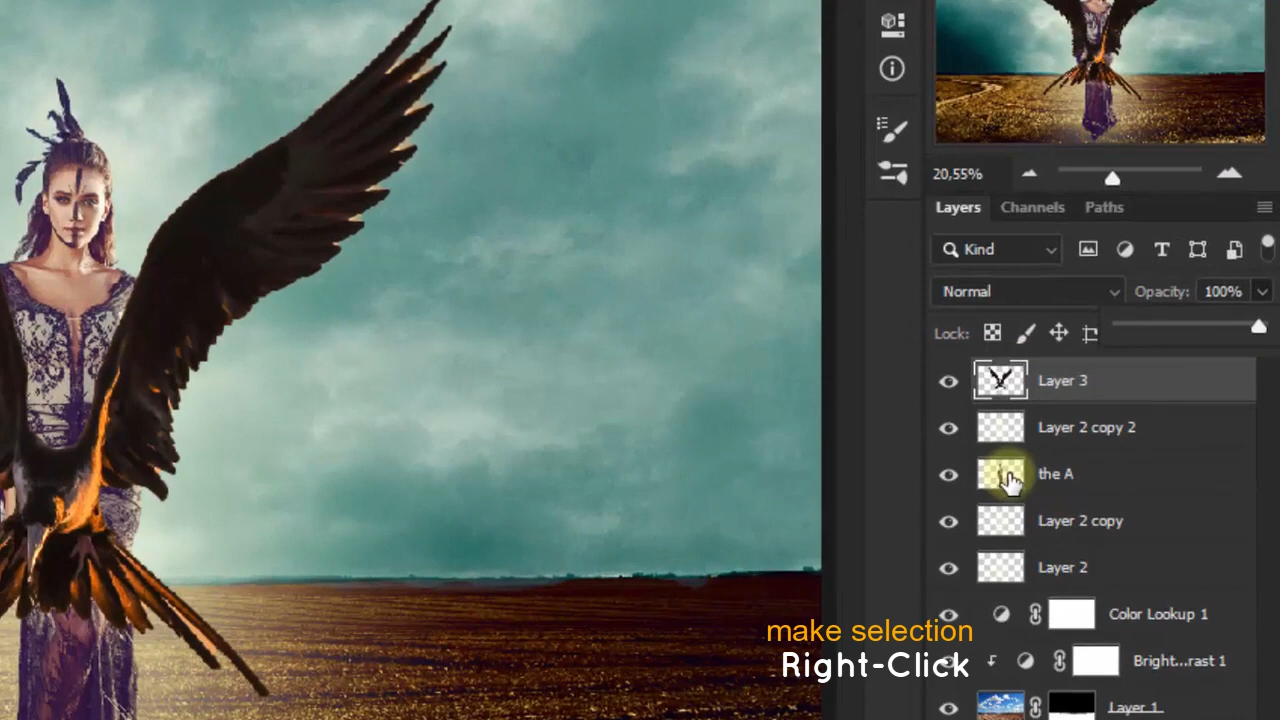 20,55%
Layers Channels Paths
Kind
Normal Opacity: 100%
Lock:
Layer 3
Layer 2 copy 2
the A
Layer 2 copy
Layer 2
Color Lookup 1
make selection
Right-Click
Bright...rast 1
Layer 1